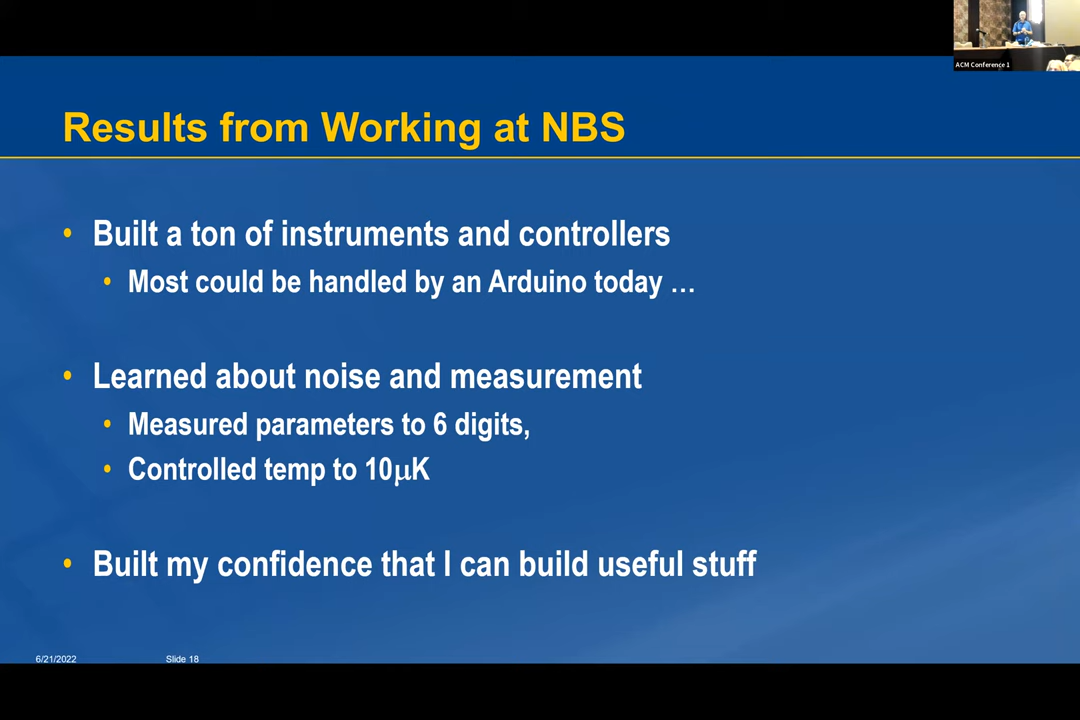 ACM Conference 1
Results from Working at NBS
• Built a ton of instruments and controllers
• Most could be handled by an Arduino today …
• Learned about noise and measurement
• Measured parameters to 6 digits,
• Controlled temp to 10μK
• Built my confidence that I can build useful stuff
6/21/2022 Slide 18